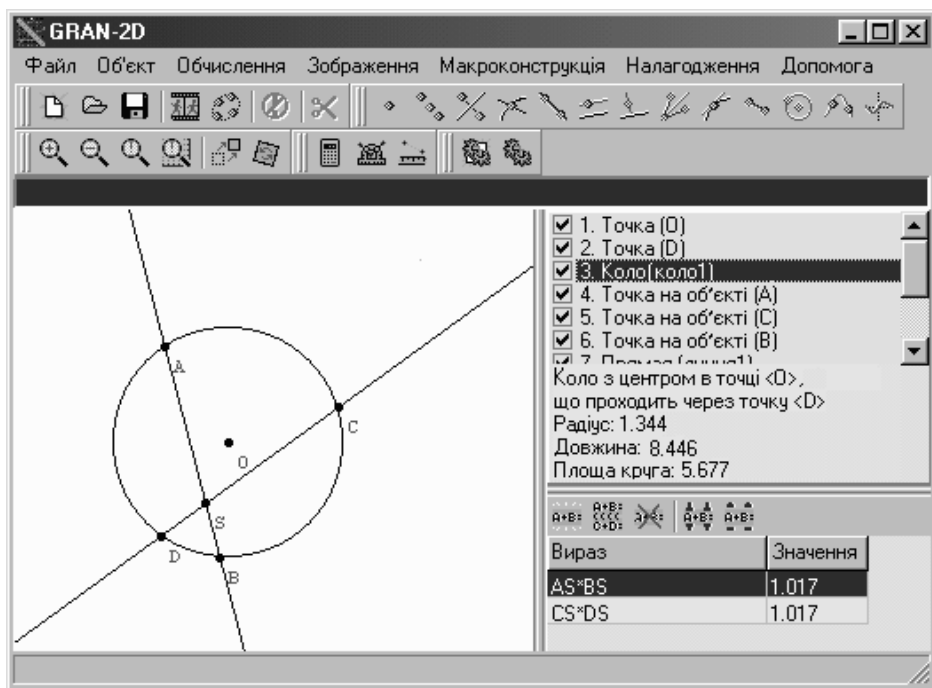 GRAN-2D
Файл Об'єкт Обчислення Зображення Макроконструкція Налагодження Допомога
1. Точка (O)
2. Точка (D)
3. Коло(коло1)
4. Точка на об'єкті (A)
5. Точка на об'єкті (C)
6. Точка на об'єкті (B)
7. Прямая (линия1)
Коло з центром в точці <O>,
що проходить через точку <D>
Радіус: 1.344
Довжина: 8.446
Площа круга: 5.677
A
C
O
S
D
B
Вираз Значення
AS*BS 1.017
CS*DS 1.017